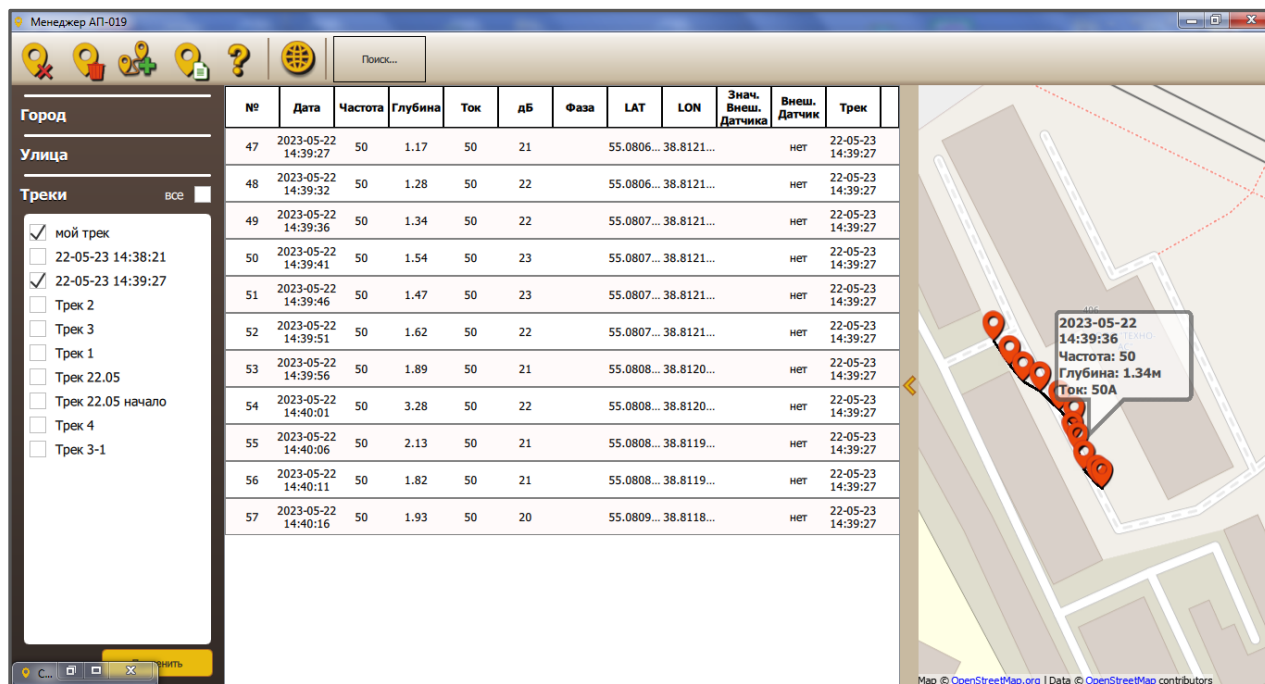 Менеджер АП-019
Поиск...
Город
Улица
Треки все
мой трек
22-05-23 14:38:21
22-05-23 14:39:27
Трек 2
Трек 3
Трек 1
Трек 22.05
Трек 22.05 начало
Трек 4
Трек 3-1
С...
№ Дата Частота Глубина Ток дБ Фаза LAT LON Знач. Внеш. Датчика Внеш. Датчик Трек
47 2023-05-22 14:39:27 50 1.17 50 21 55.0806... 38.8121... нет 22-05-23 14:39:27
48 2023-05-22 14:39:32 50 1.28 50 22 55.0806... 38.8121... нет 22-05-23 14:39:27
49 2023-05-22 14:39:36 50 1.34 50 22 55.0807... 38.8121... нет 22-05-23 14:39:27
50 2023-05-22 14:39:41 50 1.54 50 23 55.0807... 38.8121... нет 22-05-23 14:39:27
51 2023-05-22 14:39:46 50 1.47 50 23 55.0807... 38.8121... нет 22-05-23 14:39:27
52 2023-05-22 14:39:51 50 1.62 50 22 55.0807... 38.8121... нет 22-05-23 14:39:27
53 2023-05-22 14:39:56 50 1.89 50 21 55.0808... 38.8120... нет 22-05-23 14:39:27
54 2023-05-22 14:40:01 50 3.28 50 22 55.0808... 38.8120... нет 22-05-23 14:39:27
55 2023-05-22 14:40:06 50 2.13 50 21 55.0808... 38.8119... нет 22-05-23 14:39:27
56 2023-05-22 14:40:11 50 1.82 50 21 55.0808... 38.8119... нет 22-05-23 14:39:27
57 2023-05-22 14:40:16 50 1.93 50 20 55.0809... 38.8118... нет 22-05-23 14:39:27
2023-05-22
14:39:36
Частота: 50
Глубина: 1.34м
Ток: 50А
Map © OpenStreetMap.org | Data © OpenStreetMap contributors